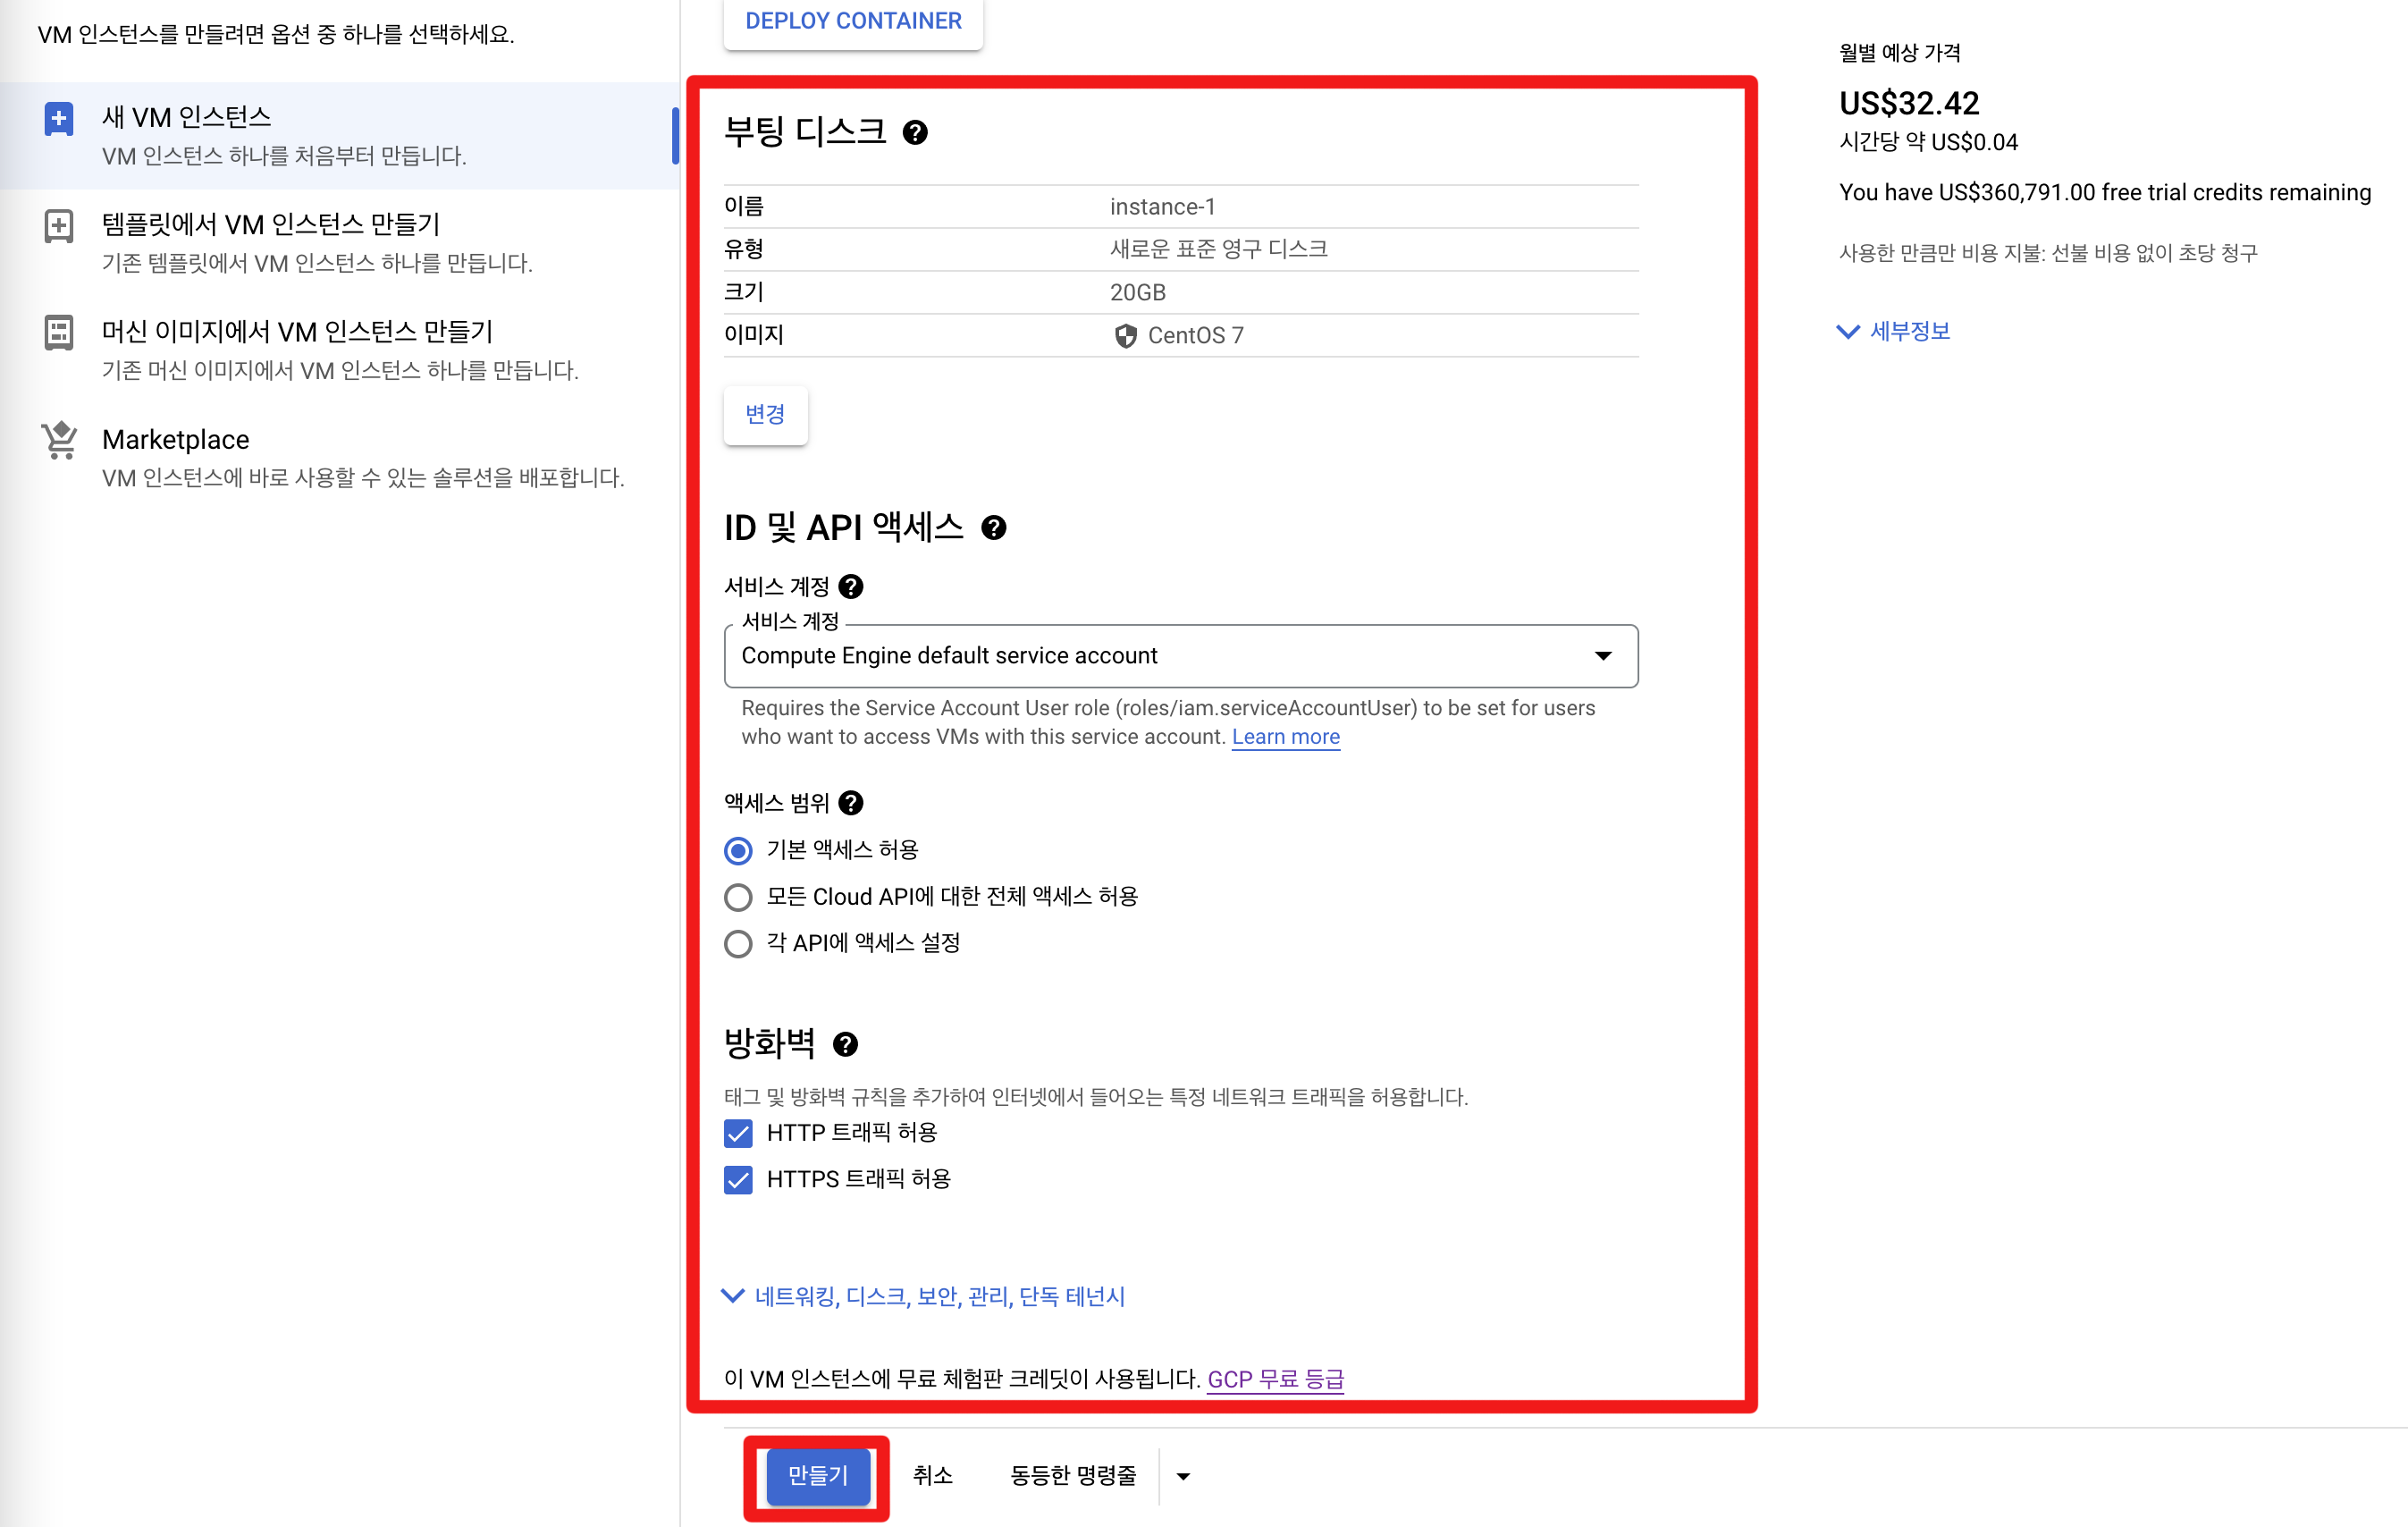 VM 인스턴스를 만들려면 옵션 중 하나를 선택하세요.
새 VM 인스턴스
VM 인스턴스 하나를 처음부터 만듭니다.
템플릿에서 VM 인스턴스 만들기
기존 템플릿에서 VM 인스턴스 하나를 만듭니다.
머신 이미지에서 VM 인스턴스 만들기
기존 머신 이미지에서 VM 인스턴스 하나를 만듭니다.
Marketplace
VM 인스턴스에 바로 사용할 수 있는 솔루션을 배포합니다.
DEPLOY CONTAINER
부팅 디스크
이름 instance-1
유형 새로운 표준 영구 디스크
크기 20GB
이미지 CentOS 7
변경
ID 및 API 액세스
서비스 계정
서비스 계정
Compute Engine default service account
Requires the Service Account User role (roles/iam.serviceAccountUser) to be set for users
who want to access VMs with this service account. Learn more
액세스 범위
기본 액세스 허용
모든 Cloud API에 대한 전체 액세스 허용
각 API에 액세스 설정
방화벽
태그 및 방화벽 규칙을 추가하여 인터넷에서 들어오는 특정 네트워크 트래픽을 허용합니다.
HTTP 트래픽 허용
HTTPS 트래픽 허용
네트워킹, 디스크, 보안, 관리, 단독 테넌시
이 VM 인스턴스에 무료 체험판 크레딧이 사용됩니다. GCP 무료 등급
만들기 취소 동등한 명령줄
월별 예상 가격
US$32.42
시간당 약 US$0.04
You have US$360,791.00 free trial credits remaining
사용한 만큼만 비용 지불: 선불 비용 없이 초당 청구
세부정보